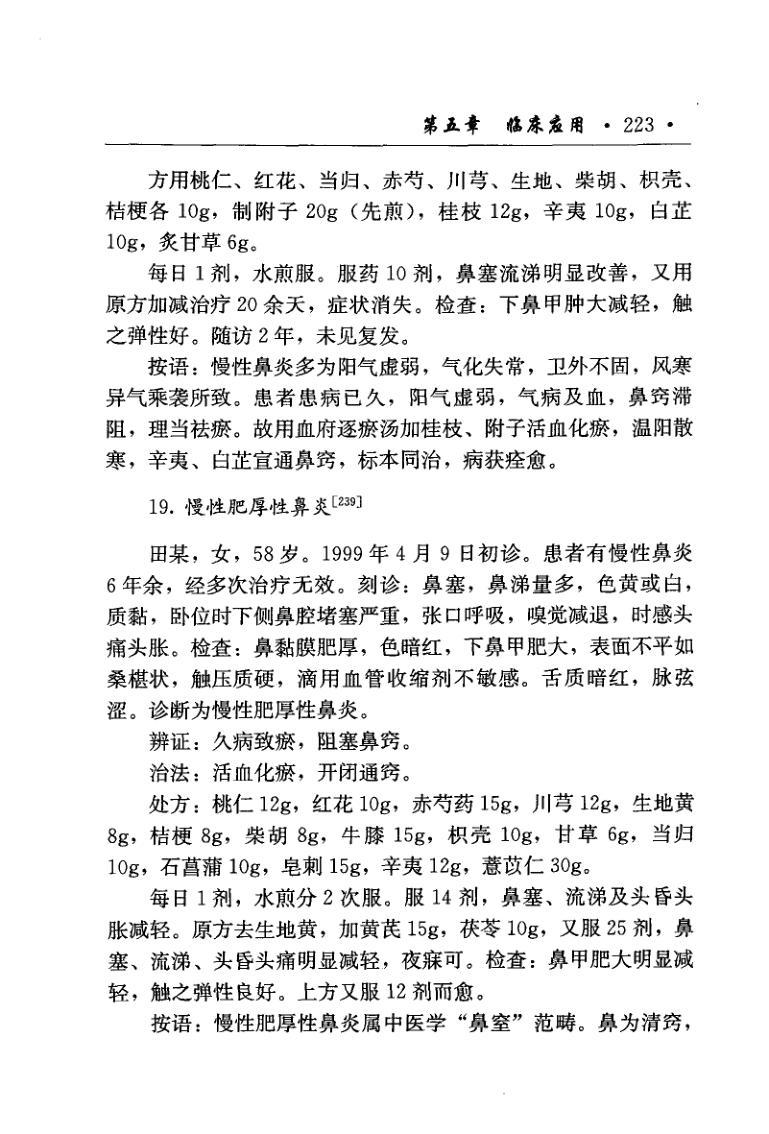 第五章 临床应用 · 223 ·
方用桃仁、红花、当归、赤芍、川芎、生地、柴胡、枳壳、
桔梗各 10g，制附子 20g（先煎），桂枝 12g，辛夷 10g，白芷
10g，炙甘草 6g。
每日 1 剂，水煎服。服药 10 剂，鼻塞流涕明显改善，又用
原方加减治疗 20 余天，症状消失。检查：下鼻甲肿大减轻，触
之弹性好。随访 2 年，未见复发。
按语：慢性鼻炎多为阳气虚弱，气化失常，卫外不固，风寒
异气乘袭所致。患者患病已久，阳气虚弱，气病及血，鼻窍滞
阻，理当祛瘀。故用血府逐瘀汤加桂枝、附子活血化瘀，温阳散
寒，辛夷、白芷宣通鼻窍，标本同治，病获痊愈。
19. 慢性肥厚性鼻炎[239]
田某，女，58 岁。1999 年 4 月 9 日初诊。患者有慢性鼻炎
6 年余，经多次治疗无效。刻诊：鼻塞，鼻涕量多，色黄或白，
质黏，卧位时下侧鼻腔堵塞严重，张口呼吸，嗅觉减退，时感头
痛头胀。检查：鼻黏膜肥厚，色暗红，下鼻甲肥大，表面不平如
桑椹状，触压质硬，滴用血管收缩剂不敏感。舌质暗红，脉弦
涩。诊断为慢性肥厚性鼻炎。
辨证：久病致瘀，阻塞鼻窍。
治法：活血化瘀，开闭通窍。
处方：桃仁 12g，红花 10g，赤芍药 15g，川芎 12g，生地黄
8g，桔梗 8g，柴胡 8g，牛膝 15g，枳壳 10g，甘草 6g，当归
10g，石菖蒲 10g，皂刺 15g，辛夷 12g，薏苡仁 30g。
每日 1 剂，水煎分 2 次服。服 14 剂，鼻塞、流涕及头昏头
胀减轻。原方去生地黄，加黄芪 15g，茯苓 10g，又服 25 剂，鼻
塞、流涕、头昏头痛明显减轻，夜寐可。检查：鼻甲肥大明显减
轻，触之弹性良好。上方又服 12 剂而愈。
按语：慢性肥厚性鼻炎属中医学“鼻窒”范畴。鼻为清窍，